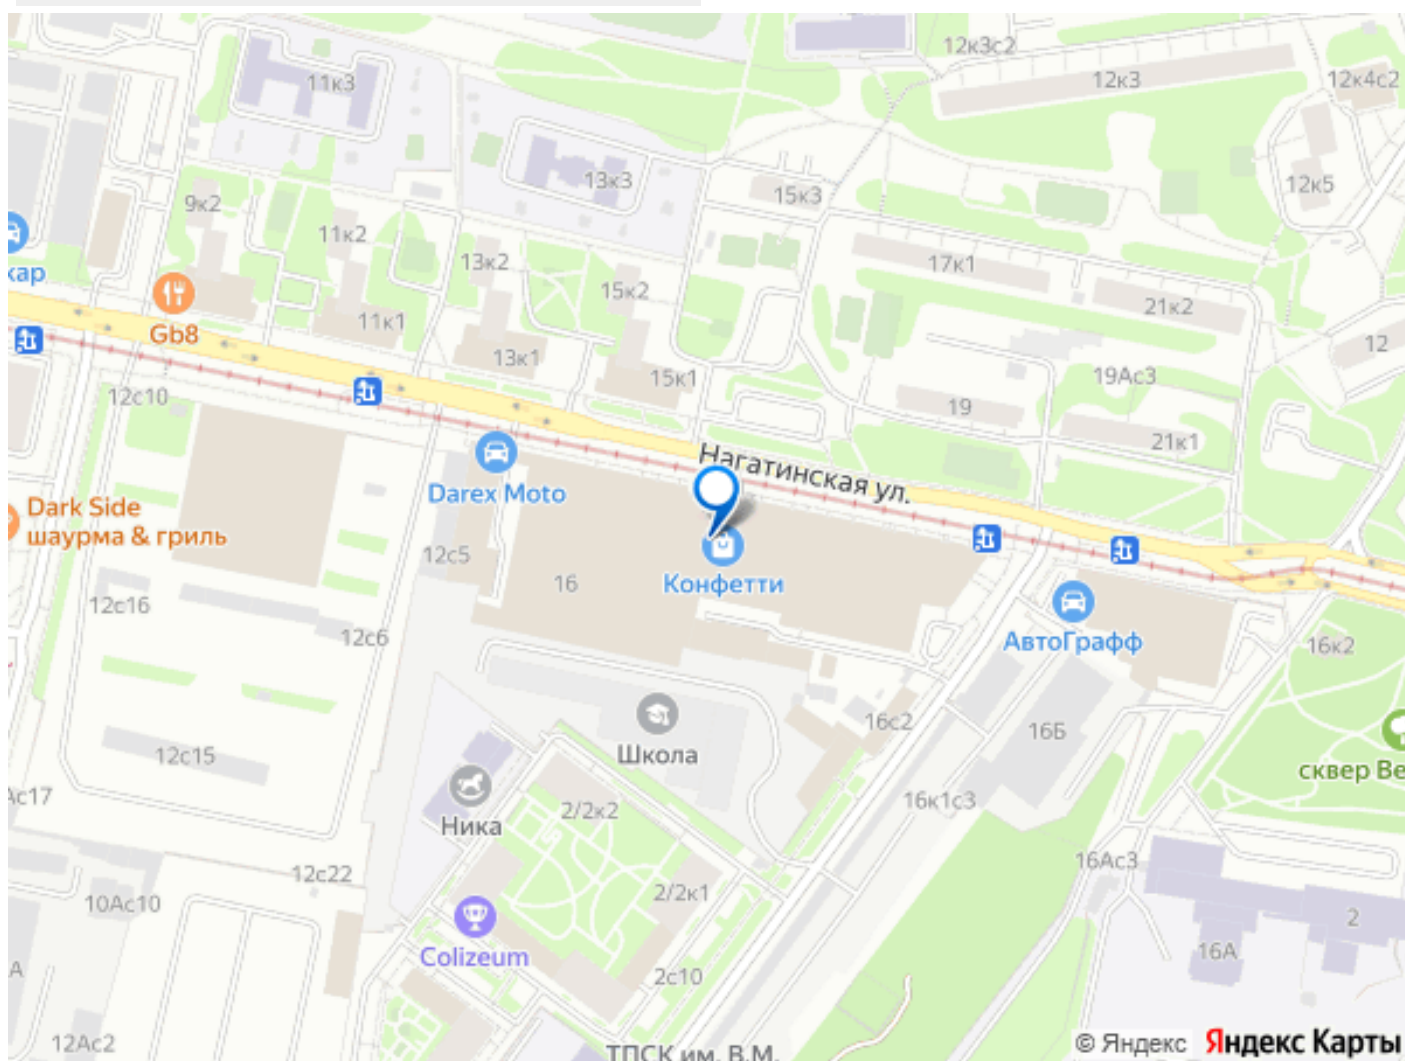 12к3с2
11к3
12к3
12к4с2
13к3
15к3
12к5
9к2
11к2
13к2
15к2
17к1
21к2
кар
Gb8
11к1
13к1
15к1
19Ас3
12
12с10
19
21к1
Нагатинская ул.
Darex Moto
Dark Side
шаурма & гриль
12с5
16
Конфетти
12с16
12с6
АвтоГрафф
16к2
16с2
16Б
Школа
12с15
сквер Ве
Ас17
2/2к2
16к1с3
Ника
12с22
16Ас3
10Ас10
2/2к1
2
Colizeum
16А
А
2с10
12Ас2
ТПСК им. В.М.
© Яндекс Яндекс Карты